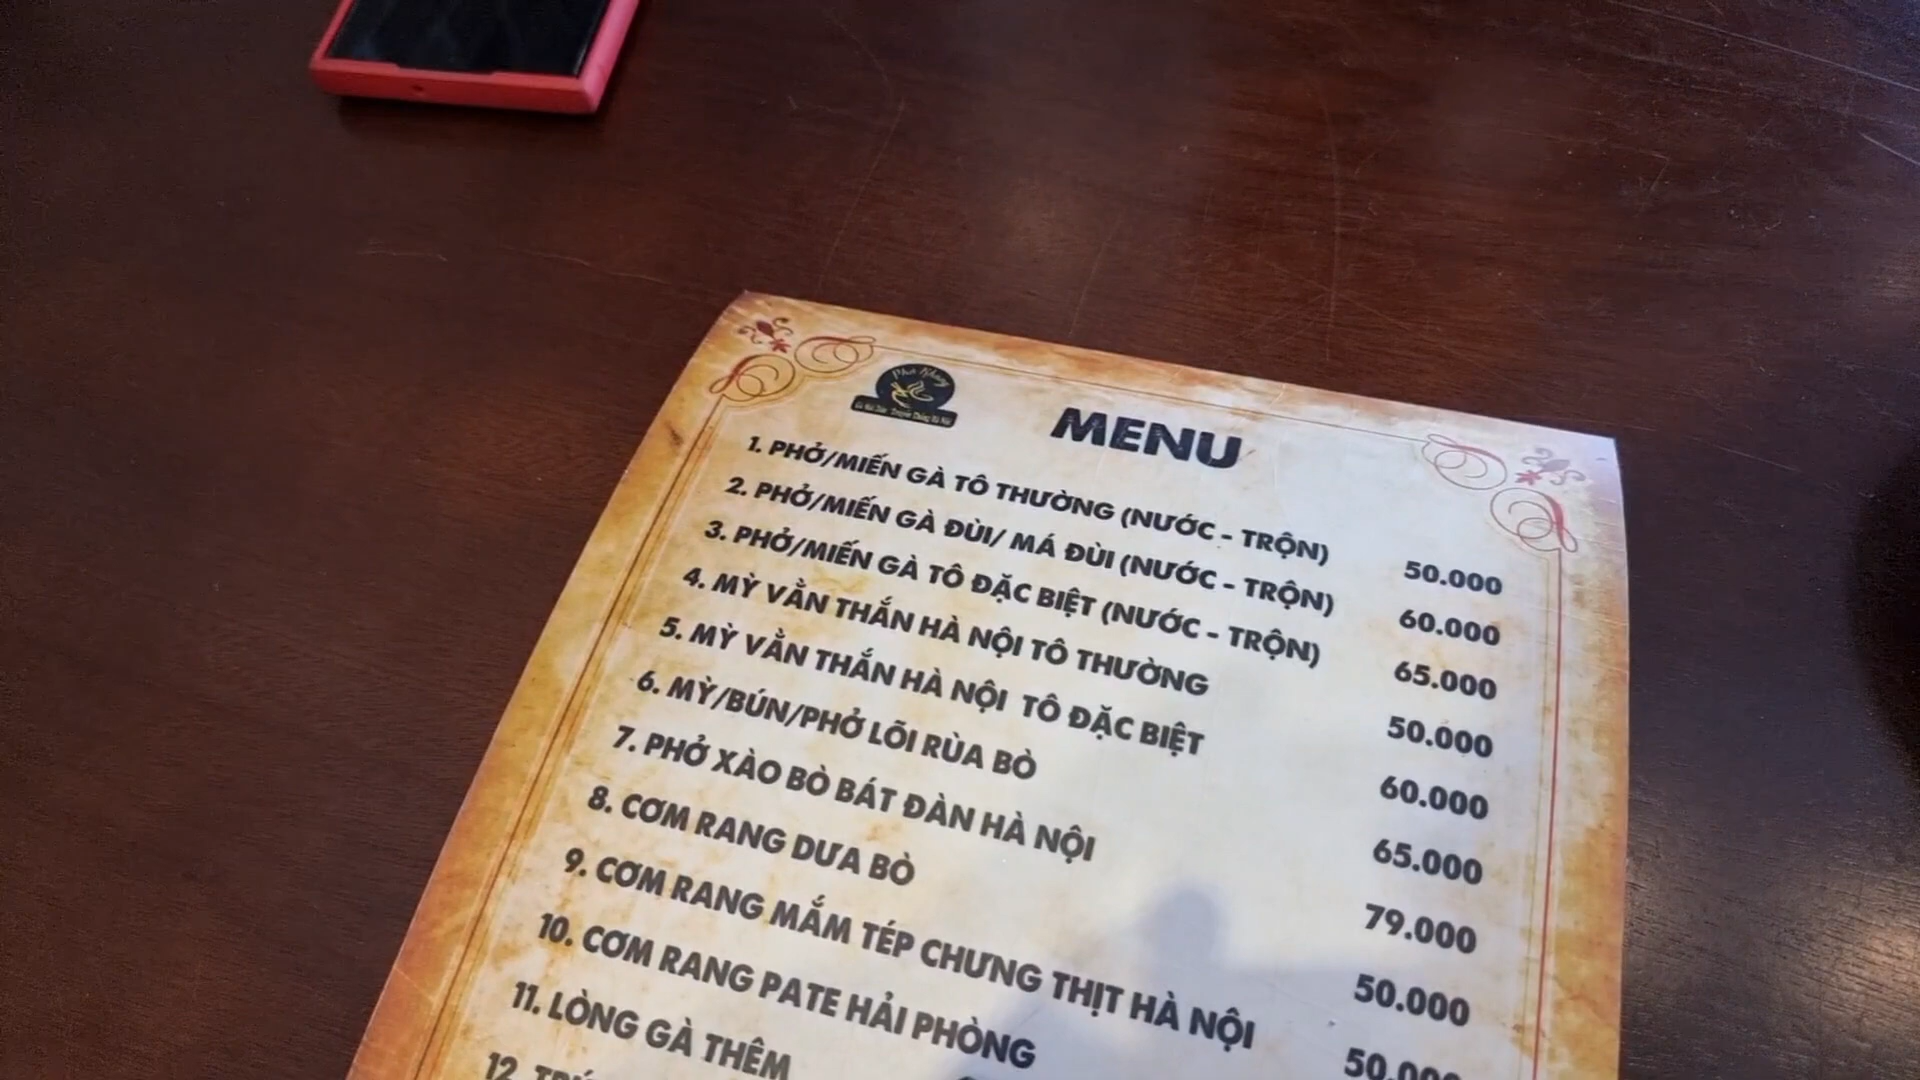 Phở Khang
MENU
1. PHỞ/MIẾN GÀ TÔ THƯỜNG (NƯỚC - TRỘN) 50.000
2. PHỞ/MIẾN GÀ ĐÙI/ MÁ ĐÙI (NƯỚC - TRỘN) 60.000
3. PHỞ/MIẾN GÀ TÔ ĐẶC BIỆT (NƯỚC - TRỘN) 65.000
4. MỲ VẰN THẮN HÀ NỘI TÔ THƯỜNG 50.000
5. MỲ VẰN THẮN HÀ NỘI TÔ ĐẶC BIỆT 60.000
6. MỲ/BÚN/PHỞ LÕI RÙA BÒ 65.000
7. PHỞ XÀO BÒ BÁT ĐÀN HÀ NỘI 79.000
8. CƠM RANG DƯA BÒ 50.000
9. CƠM RANG MẮM TÉP CHƯNG THỊT HÀ NỘI 50.000
10. CƠM RANG PATE HẢI PHÒNG
11. LÒNG GÀ THÊM
12.